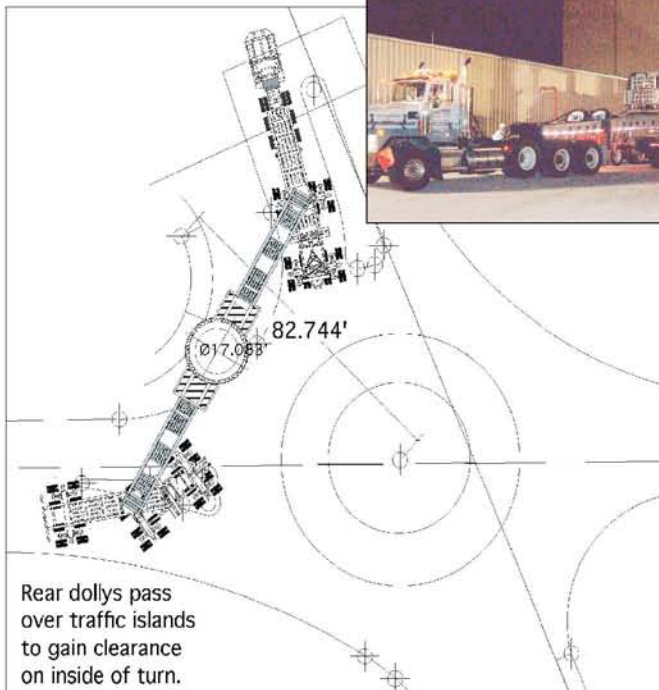 82.744'
Ø17.083'
Rear dollys pass
over traffic islands
to gain clearance
on inside of turn.